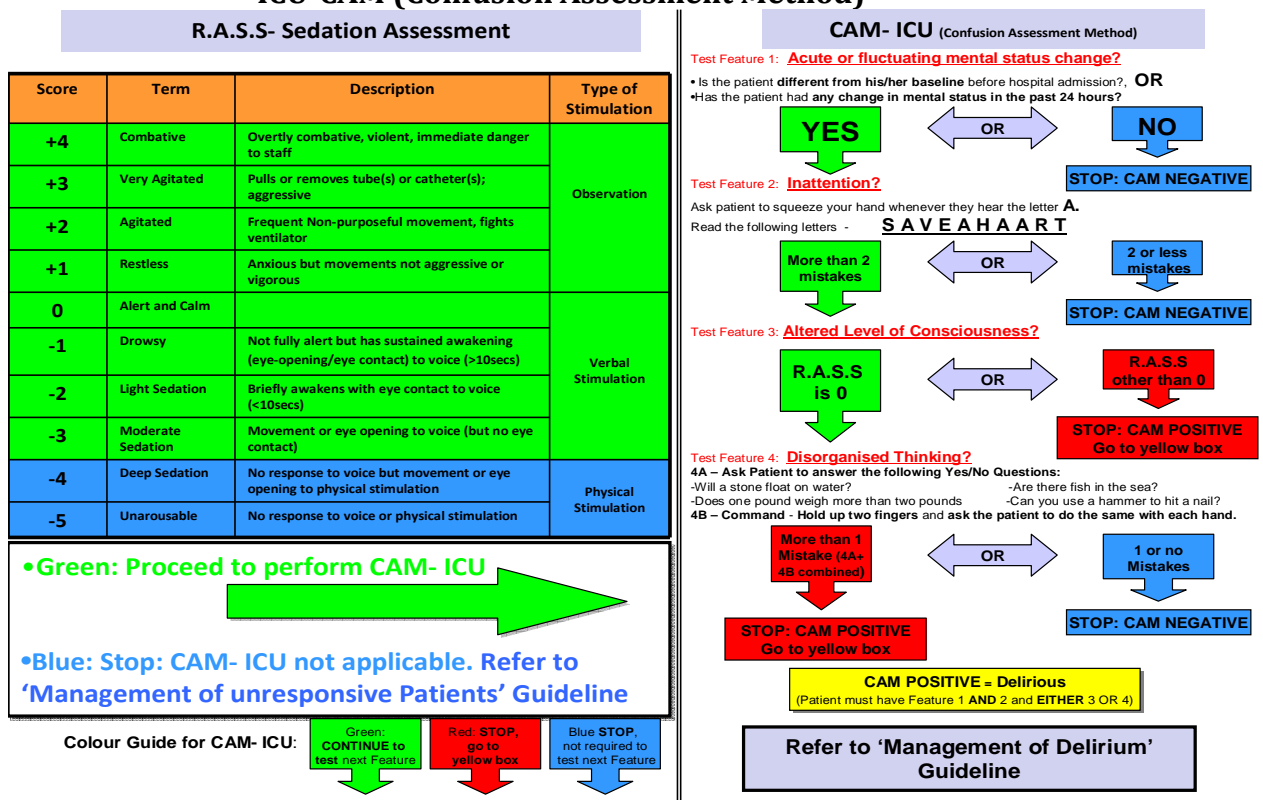 ICU-CAM (Confusion Assessment Method)
R.A.S.S- Sedation Assessment
Score Term Description Type of
Stimulation
+4 Combative Overtly combative, violent, immediate danger
to staff
+3 Very Agitated Pulls or removes tube(s) or catheter(s);
aggressive
Observation
+2 Agitated Frequent Non-purposeful movement, fights
ventilator
+1 Restless Anxious but movements not aggressive or
vigorous
0 Alert and Calm
-1 Drowsy Not fully alert but has sustained awakening
(eye-opening/eye contact) to voice (>10secs)
Verbal
Stimulation
-2 Light Sedation Briefly awakens with eye contact to voice
(<10secs)
-3 Moderate
Sedation
Movement or eye opening to voice (but no eye
contact)
-4 Deep Sedation No response to voice but movement or eye
opening to physical stimulation
Physical
Stimulation
-5 Unarousable No response to voice or physical stimulation
•Green: Proceed to perform CAM- ICU
•Blue: Stop: CAM- ICU not applicable. Refer to
‘Management of unresponsive Patients’ Guideline
Colour Guide for CAM- ICU:
Green:
CONTINUE to
test next Feature
Red: STOP,
go to
yellow box
Blue STOP,
not required to
test next Feature
CAM- ICU (Confusion Assessment Method)
Test Feature 1: Acute or fluctuating mental status change?
• Is the patient different from his/her baseline before hospital admission?, OR
•Has the patient had any change in mental status in the past 24 hours?
YES
OR
NO
STOP: CAM NEGATIVE
Test Feature 2: Inattention?
Ask patient to squeeze your hand whenever they hear the letter A.
Read the following letters - S A V E A H A A R T
More than 2
mistakes
OR
2 or less
mistakes
STOP: CAM NEGATIVE
Test Feature 3: Altered Level of Consciousness?
R.A.S.S
is 0
OR
R.A.S.S
other than 0
STOP: CAM POSITIVE
Go to yellow box
Test Feature 4: Disorganised Thinking?
4A – Ask Patient to answer the following Yes/No Questions:
-Will a stone float on water? -Are there fish in the sea?
-Does one pound weigh more than two pounds -Can you use a hammer to hit a nail?
4B – Command - Hold up two fingers and ask the patient to do the same with each hand.
More than 1
Mistake (4A+
4B combined)
OR
1 or no
Mistakes
STOP: CAM POSITIVE
Go to yellow box
STOP: CAM NEGATIVE
CAM POSITIVE = Delirious
(Patient must have Feature 1 AND 2 and EITHER 3 OR 4)
Refer to ‘Management of Delirium’
Guideline